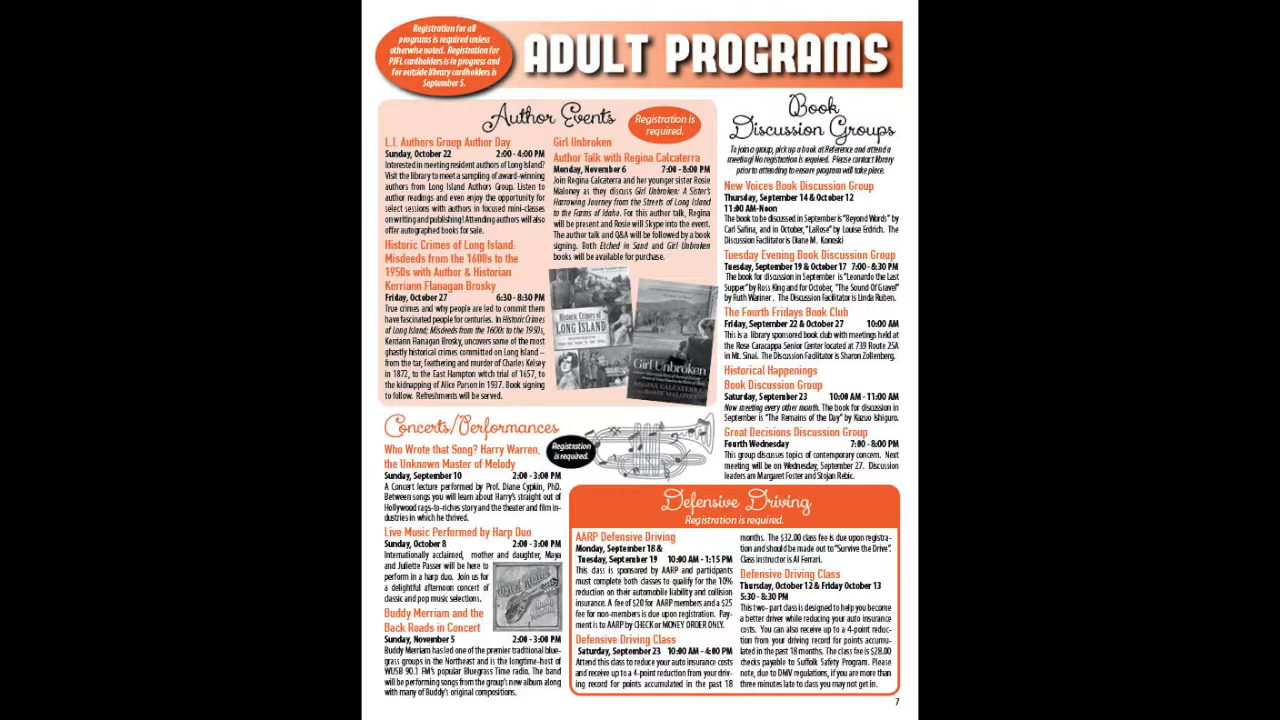 Registration for all
programs is required unless
otherwise noted. Registration for
PJFL cardholders is in progress and
for outside library cardholders is
September 5.
ADULT PROGRAMS
Author Events
Registration is
required.
L.I. Authors Group Author Day
Sunday, October 22 2:00 - 4:00 PM
Interested in meeting resident authors of Long Island?
Visit the library to meet a sampling of award-winning
authors from Long Island Authors Group. Listen to
author readings and even enjoy the opportunity for
select sessions with authors in focused mini-classes
on writing and publishing! Attending authors will also
offer autographed books for sale.
Historic Crimes of Long Island:
Misdeeds from the 1600s to the
1950s with Author & Historian
Kerriann Flanagan Brosky
Friday, October 27 6:30 - 8:30 PM
True crimes and why people are led to commit them
have fascinated people for centuries. In Historic Crimes
of Long Island; Misdeeds from the 1600s to the 1950s,
Kerriann Flanagan Brosky, uncovers some of the most
ghastly historical crimes committed on Long Island –
from the tar, feathering and murder of Charles Kelsey
in 1872, to the East Hampton witch trial of 1657, to
the kidnapping of Alice Parson in 1937. Book signing
to follow. Refreshments will be served.
Girl Unbroken
Author Talk with Regina Calcaterra
Monday, November 6 7:00 - 8:00 PM
Join Regina Calcaterra and her younger sister Rosie
Maloney as they discuss Girl Unbroken: A Sister's
Harrowing Journey from the Streets of Long Island
to the Farms of Idaho. For this author talk, Regina
will be present and Rosie will Skype into the event.
The author talk and Q&A will be followed by a book
signing. Both Etched in Sand and Girl Unbroken
books will be available for purchase.
Historic Crimes of
LONG ISLAND
Girl Unbroken
REGINA CALCATERRA
ROSIE MALONEY
Concerts/Performances
Registration
is required.
Who Wrote that Song? Harry Warren,
the Unknown Master of Melody
Sunday, September 10 2:00 - 3:00 PM
A Concert lecture performed by Prof. Diane Cypkin, PhD.
Between songs you will learn about Harry's straight out of
Hollywood rags-to-riches story and the theater and film in-
dustries in which he thrived.
Live Music Performed by Harp Duo
Sunday, October 8 2:00 - 3:00 PM
Internationally acclaimed, mother and daughter, Maya
and Juliette Passer will be here to
perform in a harp duo. Join us for
a delightful afternoon concert of
classic and pop music selections.
Buddy Merriam and the
Back Roads in Concert
Sunday, November 5 2:00 - 3:00 PM
Buddy Merriam has led one of the premier traditional blue-
grass groups in the Northeast and is the longtime-host of
WUSB 90.1 FM's popular Bluegrass Time radio. The band
will be performing songs from the group's new album along
with many of Buddy's original compositions.
Book
Discussion Groups
To join a group, pick up a book at Reference and attend a
meeting! No registration is required. Please contact library
prior to attending to ensure program will take place.
New Voices Book Discussion Group
Thursday, September 14 & October 12
11:00 AM-Noon
The book to be discussed in September is "Beyond Words" by
Carl Safina, and in October, "LaRose" by Louise Erdrich. The
Discussion Facilitator is Diane M. Konoski
Tuesday Evening Book Discussion Group
Tuesday, September 19 & October 17 7:00 - 8:30 PM
The book for discussion in September is "Leonardo the Last
Supper" by Ross King and for October, "The Sound Of Gravel"
by Ruth Wariner . The Discussion Facilitator is Linda Ruben.
The Fourth Fridays Book Club
Friday, September 22 & October 27 10:00 AM
This is a library sponsored book club with meetings held at
the Rose Caracappa Senior Center located at 739 Route 25A
in Mt. Sinai. The Discussion Facilitator is Sharon Zollenberg.
Historical Happenings
Book Discussion Group
Saturday, September 23 10:00 AM - 11:00 AM
Now meeting every other month. The book for discussion in
September is "The Remains of the Day" by Kazuo Ishiguro.
Great Decisions Discussion Group
Fourth Wednesday 7:00 - 8:00 PM
This group discusses topics of contemporary concern. Next
meeting will be on Wednesday, September 27. Discussion
leaders are Margaret Foster and Stojan Rebic.
Defensive Driving
Registration is required.
AARP Defensive Driving
Monday, September 18 &
Tuesday, September 19 10:00 AM - 1:15 PM
This class is sponsored by AARP and participants
must complete both classes to qualify for the 10%
reduction on their automobile liability and collision
insurance. A fee of $20 for AARP members and a $25
fee for non-members is due upon registration. Pay-
ment is to AARP by CHECK or MONEY ORDER ONLY.
Defensive Driving Class
Saturday, September 23 10:00 AM - 4:00 PM
Attend this class to reduce your auto insurance costs
and receive up to a 4-point reduction from your driv-
ing record for points accumulated in the past 18
months. The $32.00 class fee is due upon registra-
tion and should be made out to "Survive the Drive".
Class instructor is Al Ferrari.
Defensive Driving Class
Thursday, October 12 & Friday October 13
5:30 - 8:30 PM
This two- part class is designed to help you become
a better driver while reducing your auto insurance
costs. You can also receive up to a 4-point reduc-
tion from your driving record for points accumu-
lated in the past 18 months. The class fee is $28.00
checks payable to Suffolk Safety Program. Please
note, due to DMV regulations, if you are more than
three minutes late to class you may not get in.
7